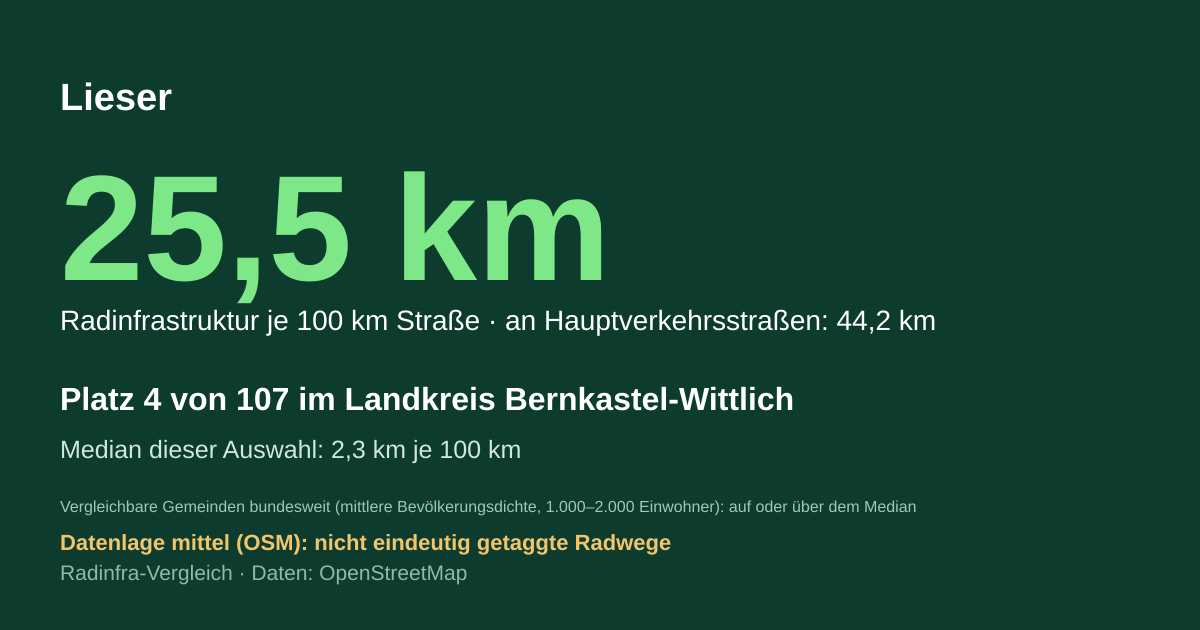 Lieser
25,5 km
Radinfrastruktur je 100 km Straße · an Hauptverkehrsstraßen: 44,2 km
Platz 4 von 107 im Landkreis Bernkastel-Wittlich
Median dieser Auswahl: 2,3 km je 100 km
Vergleichbare Gemeinden bundesweit (mittlere Bevölkerungsdichte, 1.000–2.000 Einwohner): auf oder über dem Median
Datenlage mittel (OSM): nicht eindeutig getaggte Radwege
Radinfra-Vergleich · Daten: OpenStreetMap